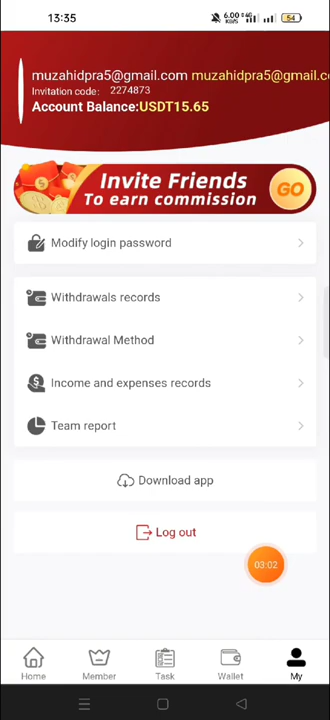 13:35
6.00 KB/S
54
muzahidpra5@gmail.com muzahidpra5@gmail.c
Invitation code: 2274873
Account Balance:USDT15.65
Invite Friends
To earn commission
GO
Modify login password
Withdrawals records
Withdrawal Method
Income and expenses records
Team report
Download app
Log out
03:02
Home Member Task Wallet My